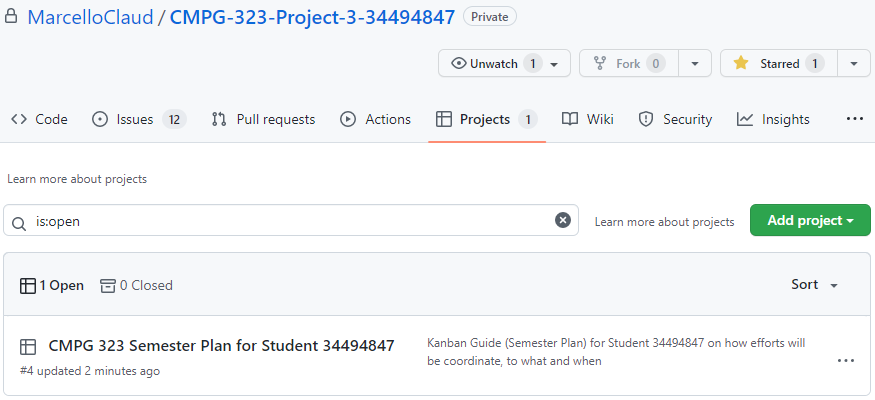 MarcelloClaud / CMPG-323-Project-3-34494847 Private
Unwatch 1 Fork 0 Starred 1
Code Issues 12 Pull requests Actions Projects 1 Wiki Security Insights
Learn more about projects
is:open Learn more about projects Add project
1 Open 0 Closed Sort
CMPG 323 Semester Plan for Student 34494847
#4 updated 2 minutes ago
Kanban Guide (Semester Plan) for Student 34494847 on how efforts will
be coordinate, to what and when